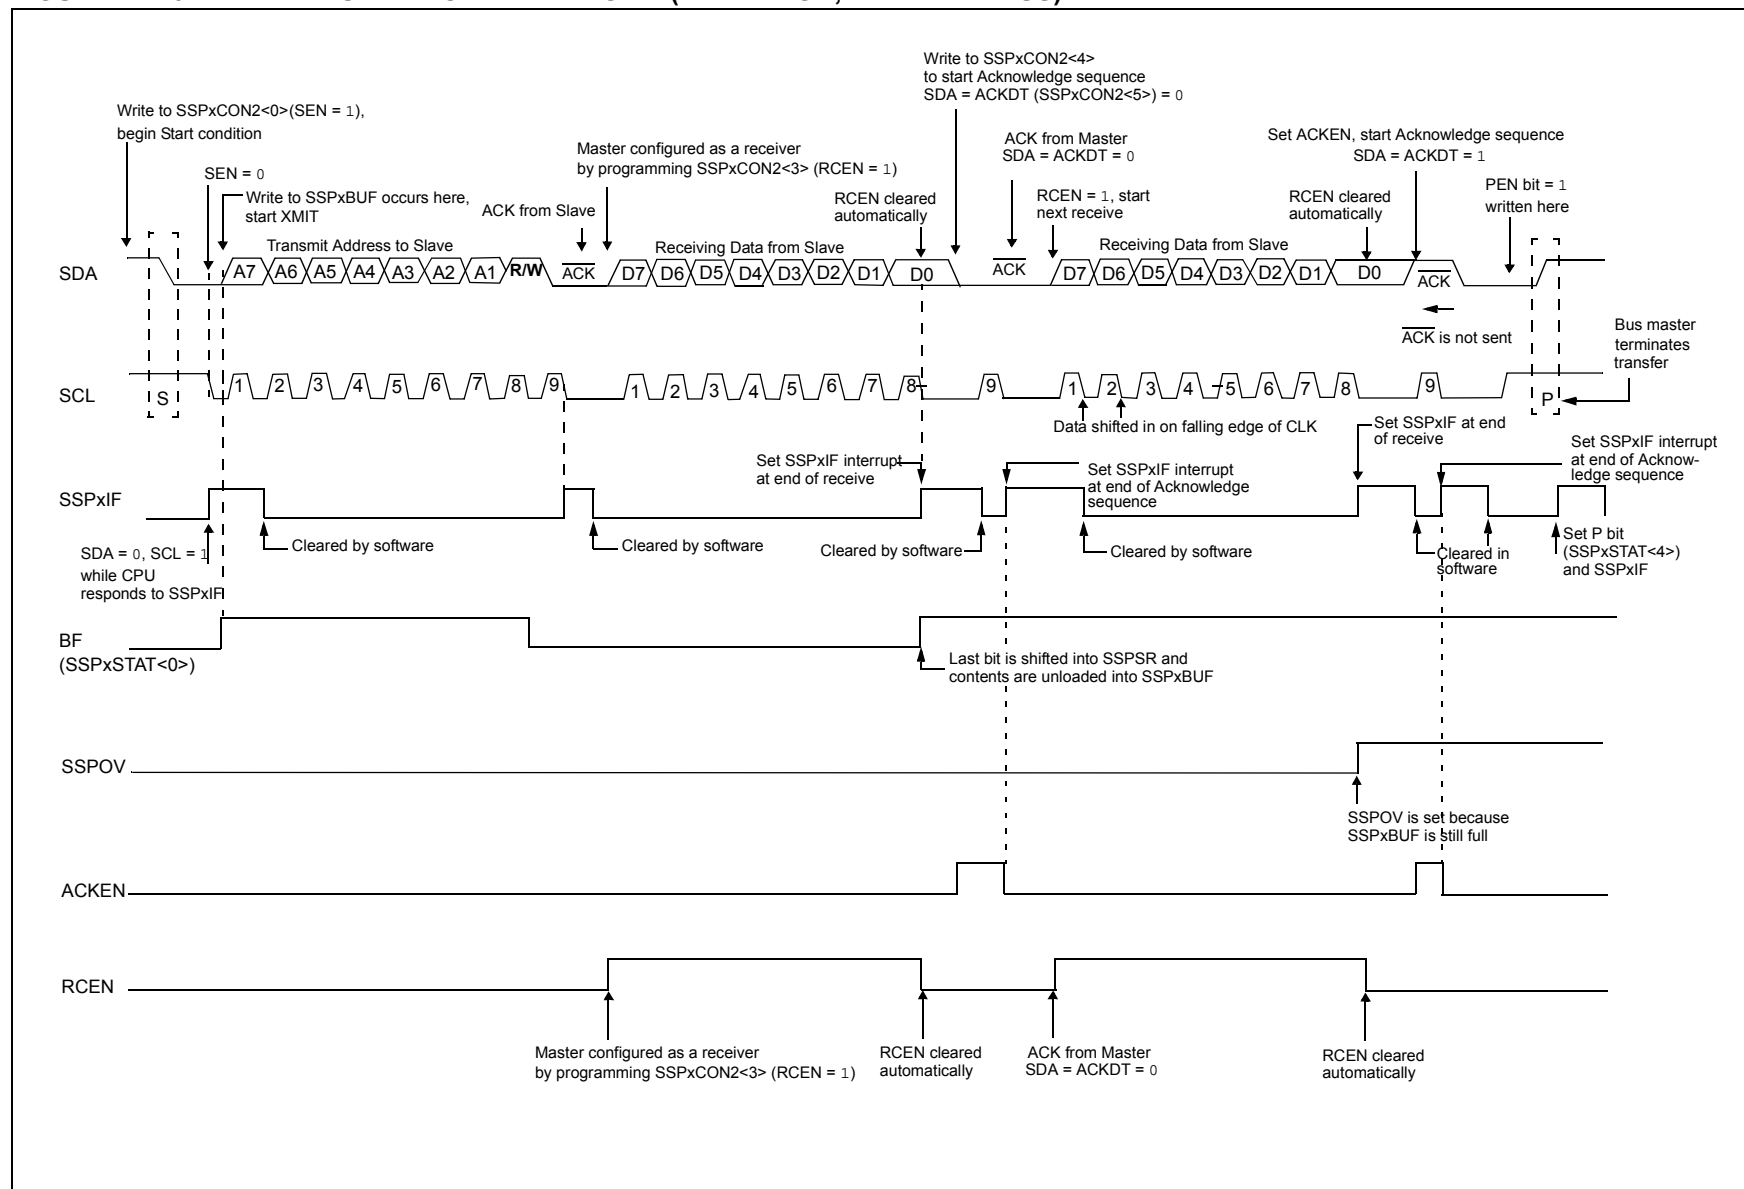 Write to SSPxCON2<4>
to start Acknowledge sequence
SDA = ACKDT (SSPxCON2<5>) = 0
Write to SSPxCON2<0>(SEN = 1),
begin Start condition
Master configured as a receiver
by programming SSPxCON2<3> (RCEN = 1)
ACK from Master
SDA = ACKDT = 0
Set ACKEN, start Acknowledge sequence
SDA = ACKDT = 1
SEN = 0
Write to SSPxBUF occurs here,
start XMIT
ACK from Slave
RCEN cleared
automatically
RCEN = 1, start
next receive
RCEN cleared
automatically
PEN bit = 1
written here
Transmit Address to Slave
Receiving Data from Slave
Receiving Data from Slave
SDA
A7 A6 A5 A4 A3 A2 A1 R/W ACK D7 D6 D5 D4 D3 D2 D1 D0 ACK D7 D6 D5 D4 D3 D2 D1 D0 ACK
ACK is not sent
Bus master
terminates
transfer
SCL
S 1 2 3 4 5 6 7 8 9 1 2 3 4 5 6 7 8 9 1 2 3 4 5 6 7 8 9 P
Data shifted in on falling edge of CLK
Set SSPxIF at end
of receive
Set SSPxIF interrupt
at end of receive
Set SSPxIF interrupt
at end of Acknowledge
sequence
Set SSPxIF interrupt
at end of Acknow-
ledge sequence
SSPxIF
SDA = 0, SCL = 1
while CPU
responds to SSPxIF
Cleared by software
Cleared by software
Cleared by software
Cleared by software
Cleared in
software
Set P bit
(SSPxSTAT<4>)
and SSPxIF
BF
(SSPxSTAT<0>)
Last bit is shifted into SSPSR and
contents are unloaded into SSPxBUF
SSPOV
SSPOV is set because
SSPxBUF is still full
ACKEN
RCEN
Master configured as a receiver
by programming SSPxCON2<3> (RCEN = 1)
RCEN cleared
automatically
ACK from Master
SDA = ACKDT = 0
RCEN cleared
automatically